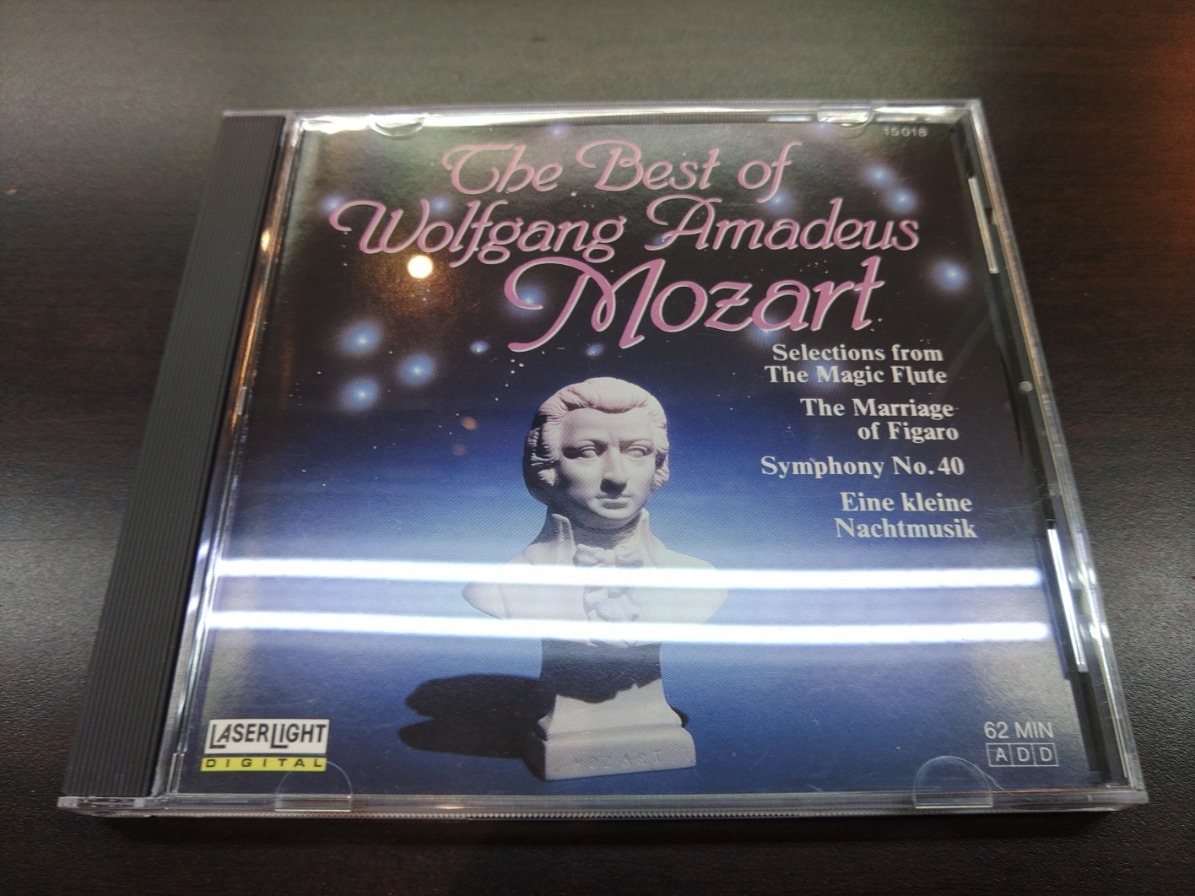 15018
The Best of
Wolfgang Amadeus
Mozart
Selections from
The Magic Flute
The Marriage
of Figaro
Symphony No. 40
Eine kleine
Nachtmusik
MOZART
LASERLIGHT
DIGITAL
62 MIN
ADD